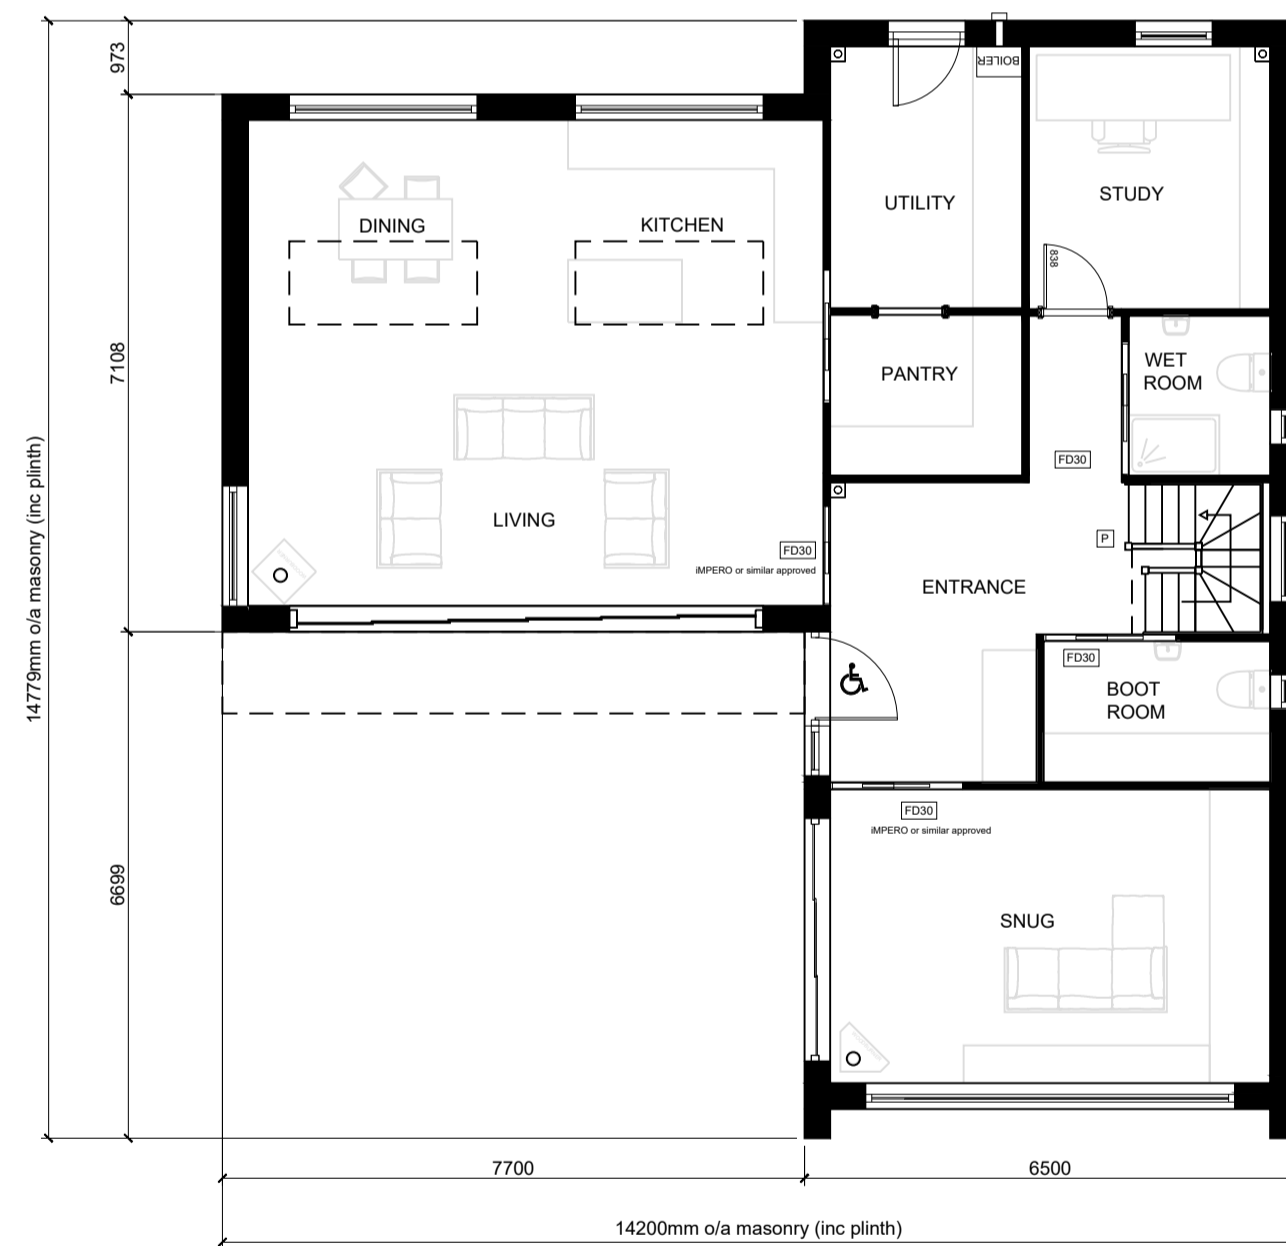 973
BOILER
UTILITY
STUDY
DINING
KITCHEN
838
7108
PANTRY
WET
ROOM
FD30
14779mm o/a masonry (inc plinth)
LIVING
FD30
iMPERO or similar approved
P
ENTRANCE
FD30
BOOT
ROOM
FD30
iMPERO or similar approved
6699
SNUG
7700
6500
14200mm o/a masonry (inc plinth)